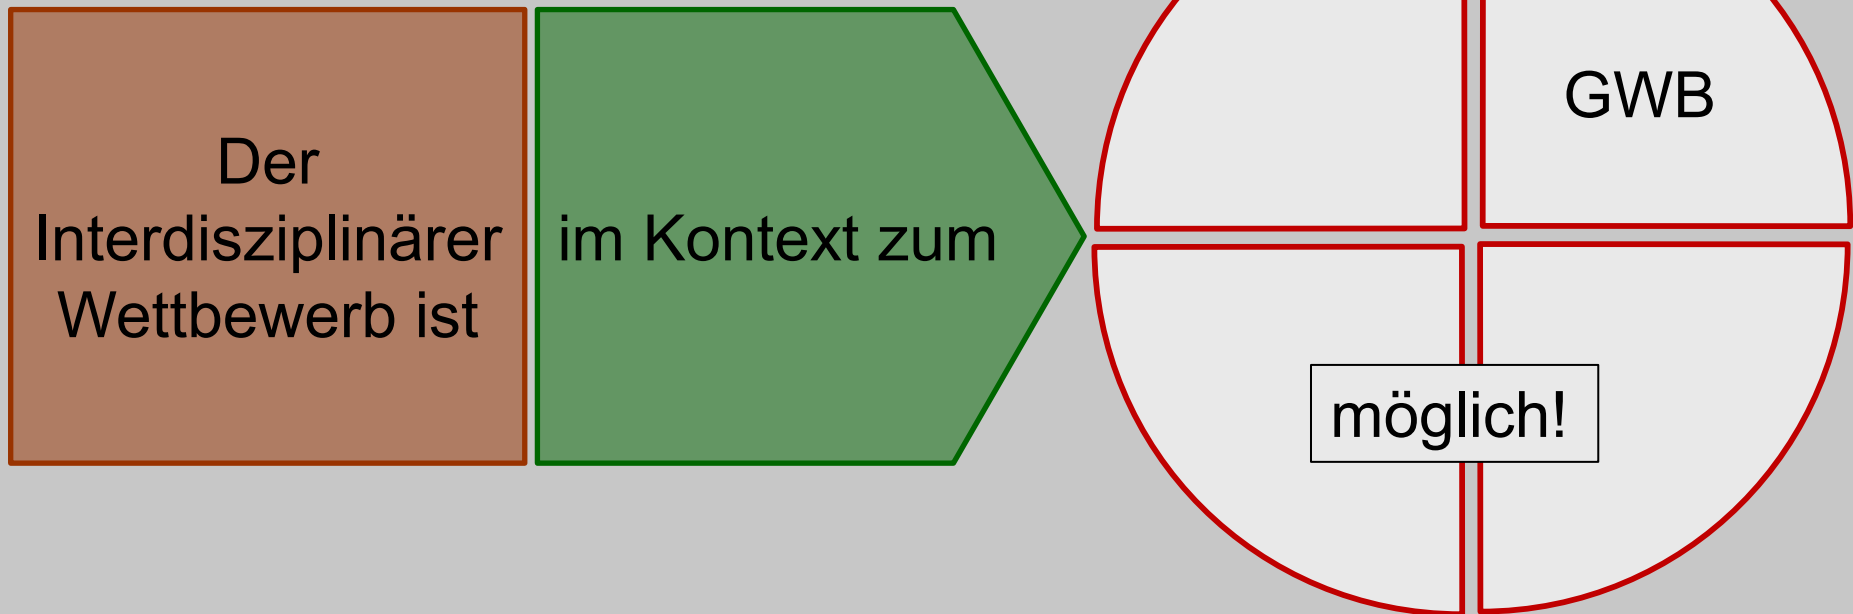 Der
Interdisziplinärer
Wettbewerb ist
im Kontext zum
GWB
möglich!